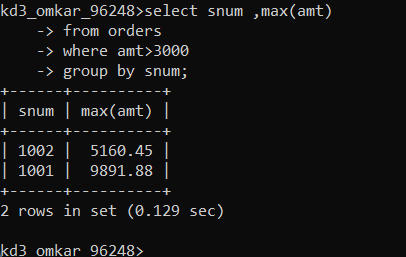 kd3_omkar_96248>select snum ,max(amt)
    -> from orders
    -> where amt>3000
    -> group by snum;
+------+----------+
| snum | max(amt) |
+------+----------+
| 1002 |  5160.45 |
| 1001 |  9891.88 |
+------+----------+
2 rows in set (0.129 sec)

kd3_omkar_96248>